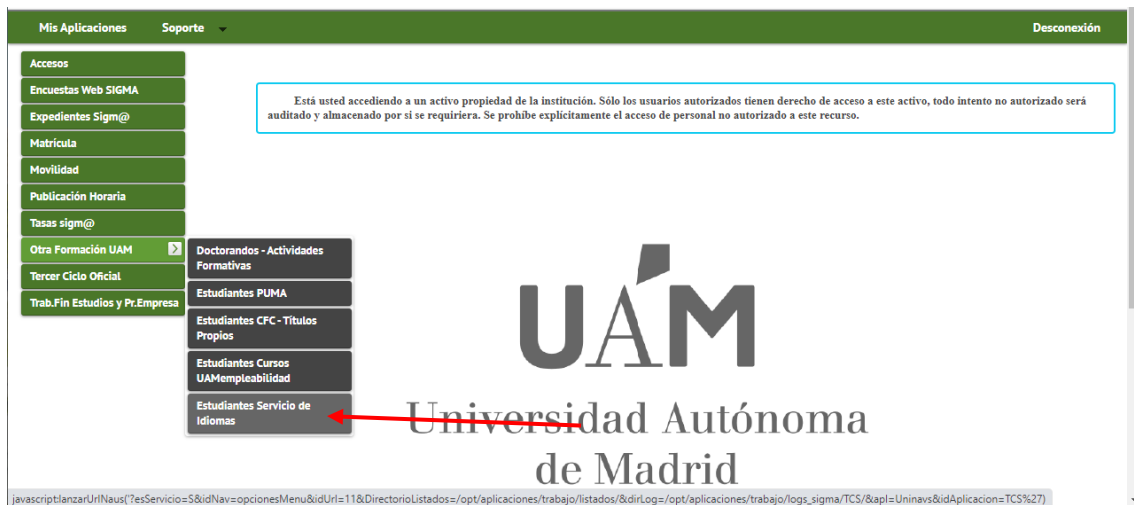 Mis Aplicaciones
Soporte
Desconexión
Accesos
Encuestas Web SIGMA
Expedientes Sigm@
Matrícula
Movilidad
Publicación Horaria
Tasas sigm@
Otra Formación UAM
Tercer Ciclo Oficial
Trab.Fin Estudios y Pr.Empresa
Doctorandos - Actividades
Formativas
Estudiantes PUMA
Estudiantes CFC - Títulos
Propios
Estudiantes Cursos
UAMempleabilidad
Estudiantes Servicio de
Idiomas
Está usted accediendo a un activo propiedad de la institución. Sólo los usuarios autorizados tienen derecho de acceso a este activo, todo intento no autorizado será
auditado y almacenado por si se requiriera. Se prohíbe explícitamente el acceso de personal no autorizado a este recurso.
UAM
Universidad Autónoma
de Madrid
javascript:lanzarUrlNaus('?esServicio=S&idNav=opcionesMenu&idUrl=11&DirectorioListados=/opt/aplicaciones/trabajo/listados/&dirLog=/opt/aplicaciones/trabajo/logs_sigma/TCS/&apl=Uninavs&idAplicacion=TCS%27)